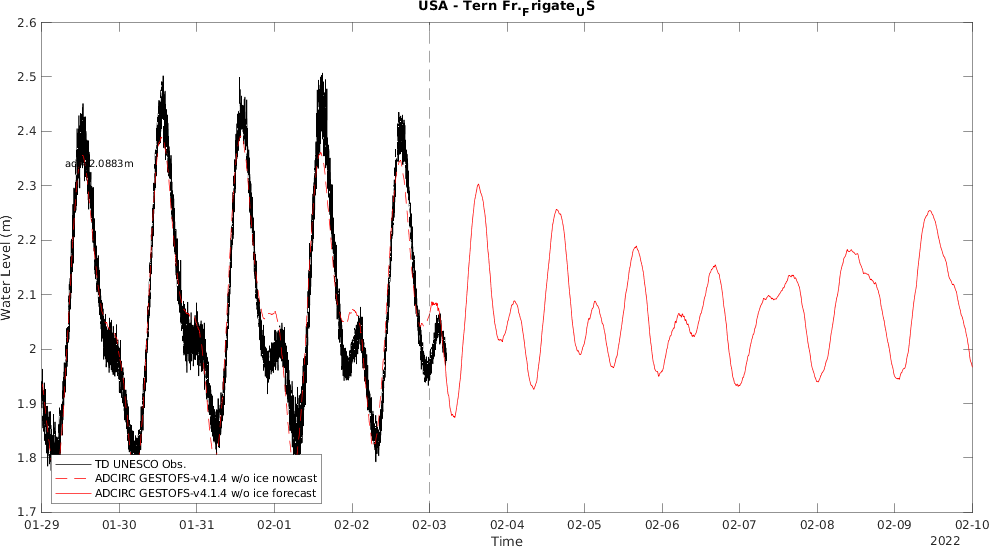 USA - Tern Fr.FrigateUS
2.6
2.5
2.4
2.3
2.2
2.1
2
1.9
1.8
1.7
Water Level (m)
2.0883m
TD UNESCO Obs.
ADCIRC GESTOFS-v4.1.4 w/o ice nowcast
ADCIRC GESTOFS-v4.1.4 w/o ice forecast
01-29 01-30 01-31 02-01 02-02 02-03 02-04 02-05 02-06 02-07 02-08 02-09 02-10
Time
2022